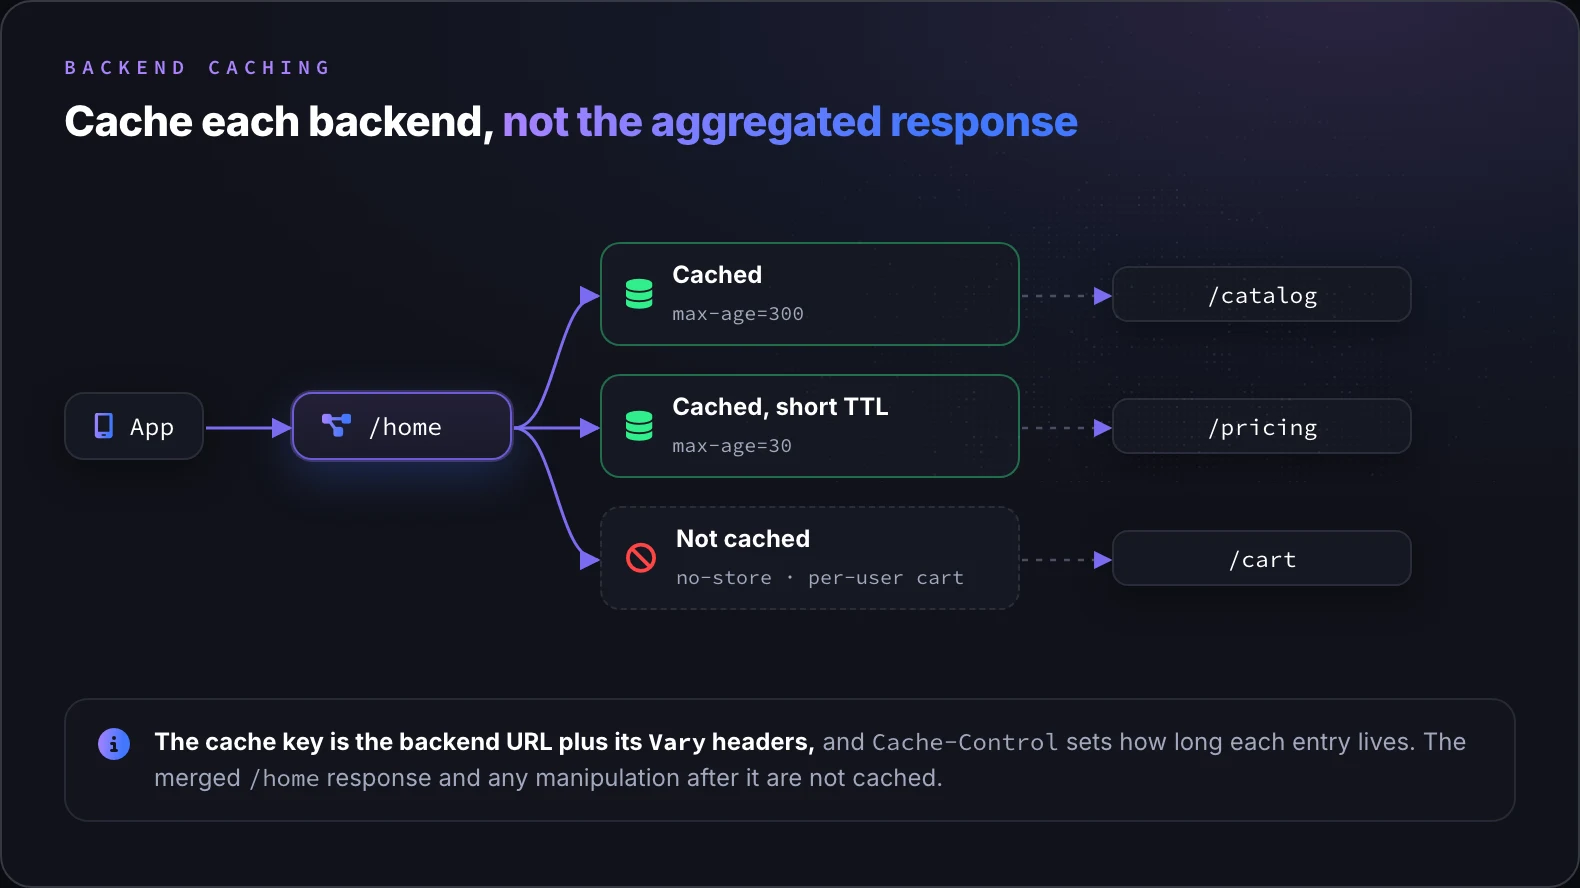 BACKEND CACHING
Cache each backend, not the aggregated response
Cached
max-age=300
/catalog
App
/home
Cached, short TTL
max-age=30
/pricing
Not cached
no-store · per-user cart
/cart
The cache key is the backend URL plus its Vary headers, and Cache-Control sets how long each entry lives. The
merged /home response and any manipulation after it are not cached.